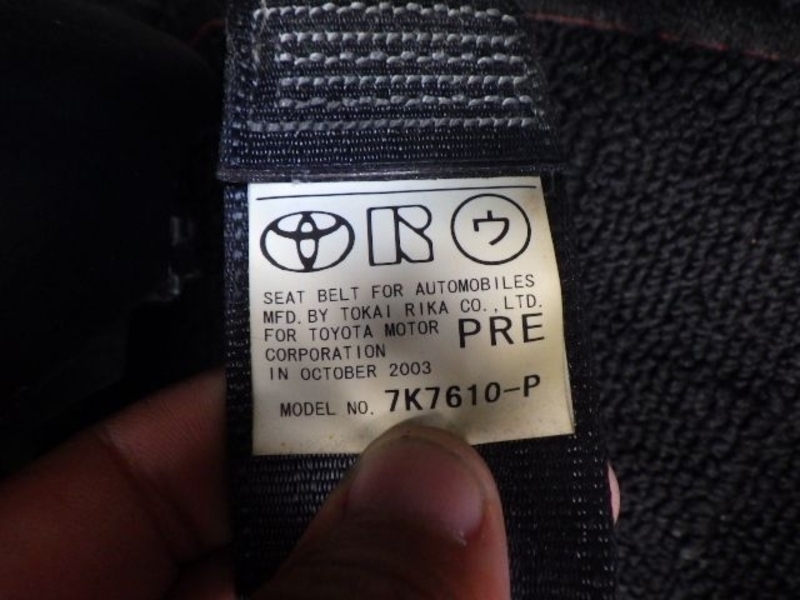 ウ
SEAT BELT FOR AUTOMOBILES
MFD. BY TOKAI RIKA CO., LTD.
FOR TOYOTA MOTOR
CORPORATION
PRE
IN OCTOBER 2003
MODEL NO. 7K7610-P